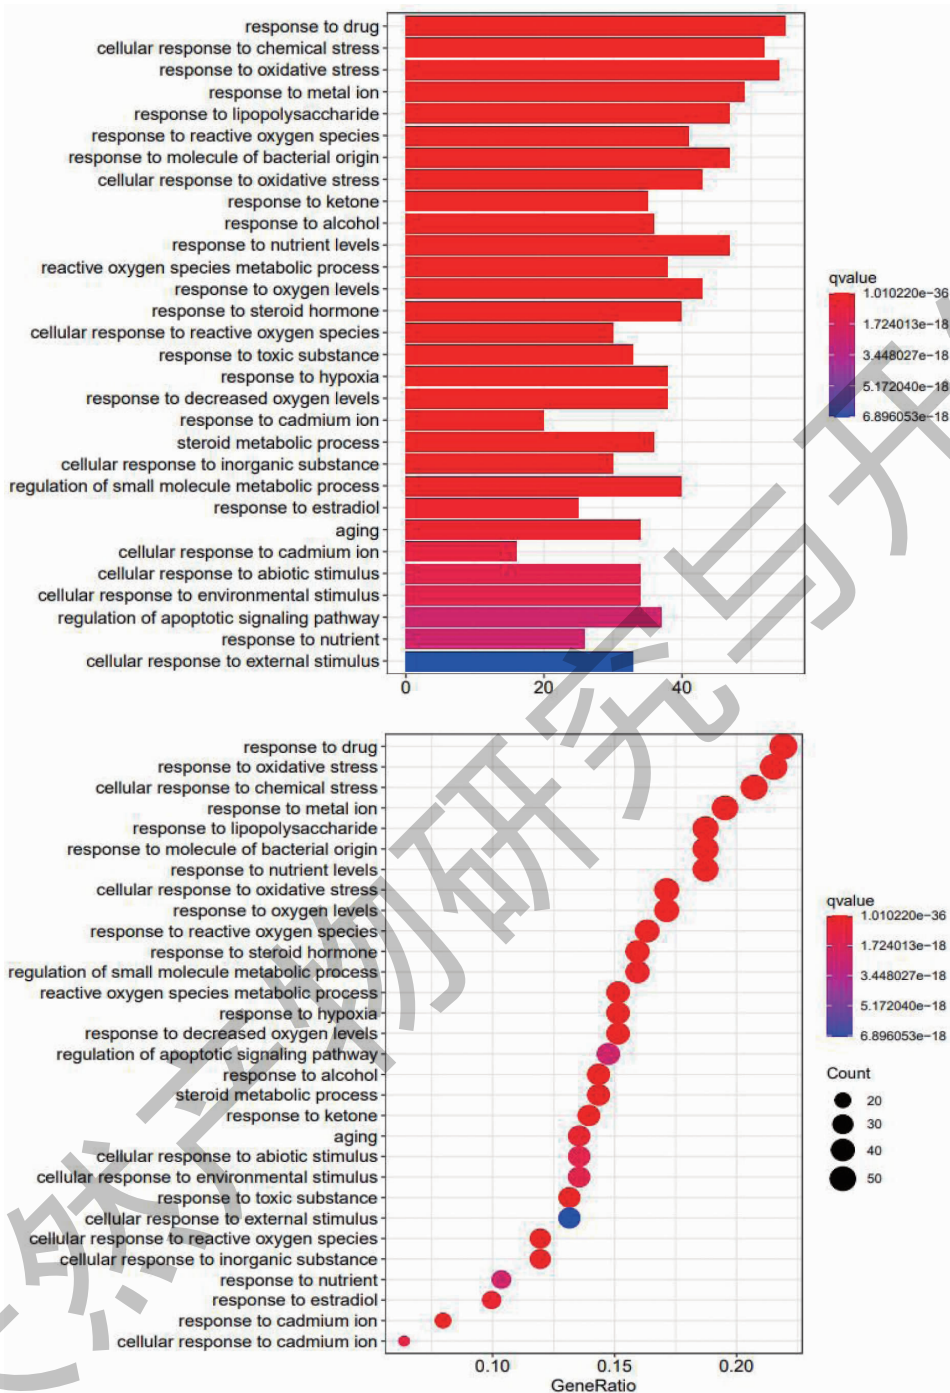 response to drug
cellular response to chemical stress
response to oxidative stress
response to metal ion
response to lipopolysaccharide
response to reactive oxygen species
response to molecule of bacterial origin
cellular response to oxidative stress
response to ketone
response to alcohol
response to nutrient levels
reactive oxygen species metabolic process
response to oxygen levels
response to steroid hormone
cellular response to reactive oxygen species
response to toxic substance
response to hypoxia
response to decreased oxygen levels
response to cadmium ion
steroid metabolic process
cellular response to inorganic substance
regulation of small molecule metabolic process
response to estradiol
aging
cellular response to cadmium ion
cellular response to abiotic stimulus
cellular response to environmental stimulus
regulation of apoptotic signaling pathway
response to nutrient
cellular response to external stimulus
0 20 40
qvalue
1.010220e-36
1.724013e-18
3.448027e-18
5.172040e-18
6.896053e-18
response to drug
response to oxidative stress
cellular response to chemical stress
response to metal ion
response to lipopolysaccharide
response to molecule of bacterial origin
response to nutrient levels
cellular response to oxidative stress
response to oxygen levels
response to reactive oxygen species
response to steroid hormone
regulation of small molecule metabolic process
reactive oxygen species metabolic process
response to hypoxia
response to decreased oxygen levels
regulation of apoptotic signaling pathway
response to alcohol
steroid metabolic process
response to ketone
aging
cellular response to abiotic stimulus
cellular response to environmental stimulus
response to toxic substance
cellular response to external stimulus
cellular response to reactive oxygen species
cellular response to inorganic substance
response to nutrient
response to estradiol
response to cadmium ion
cellular response to cadmium ion
0.10 0.15 0.20
GeneRatio
qvalue
1.010220e-36
1.724013e-18
3.448027e-18
5.172040e-18
6.896053e-18
Count
20
30
40
50
然产物研究与开